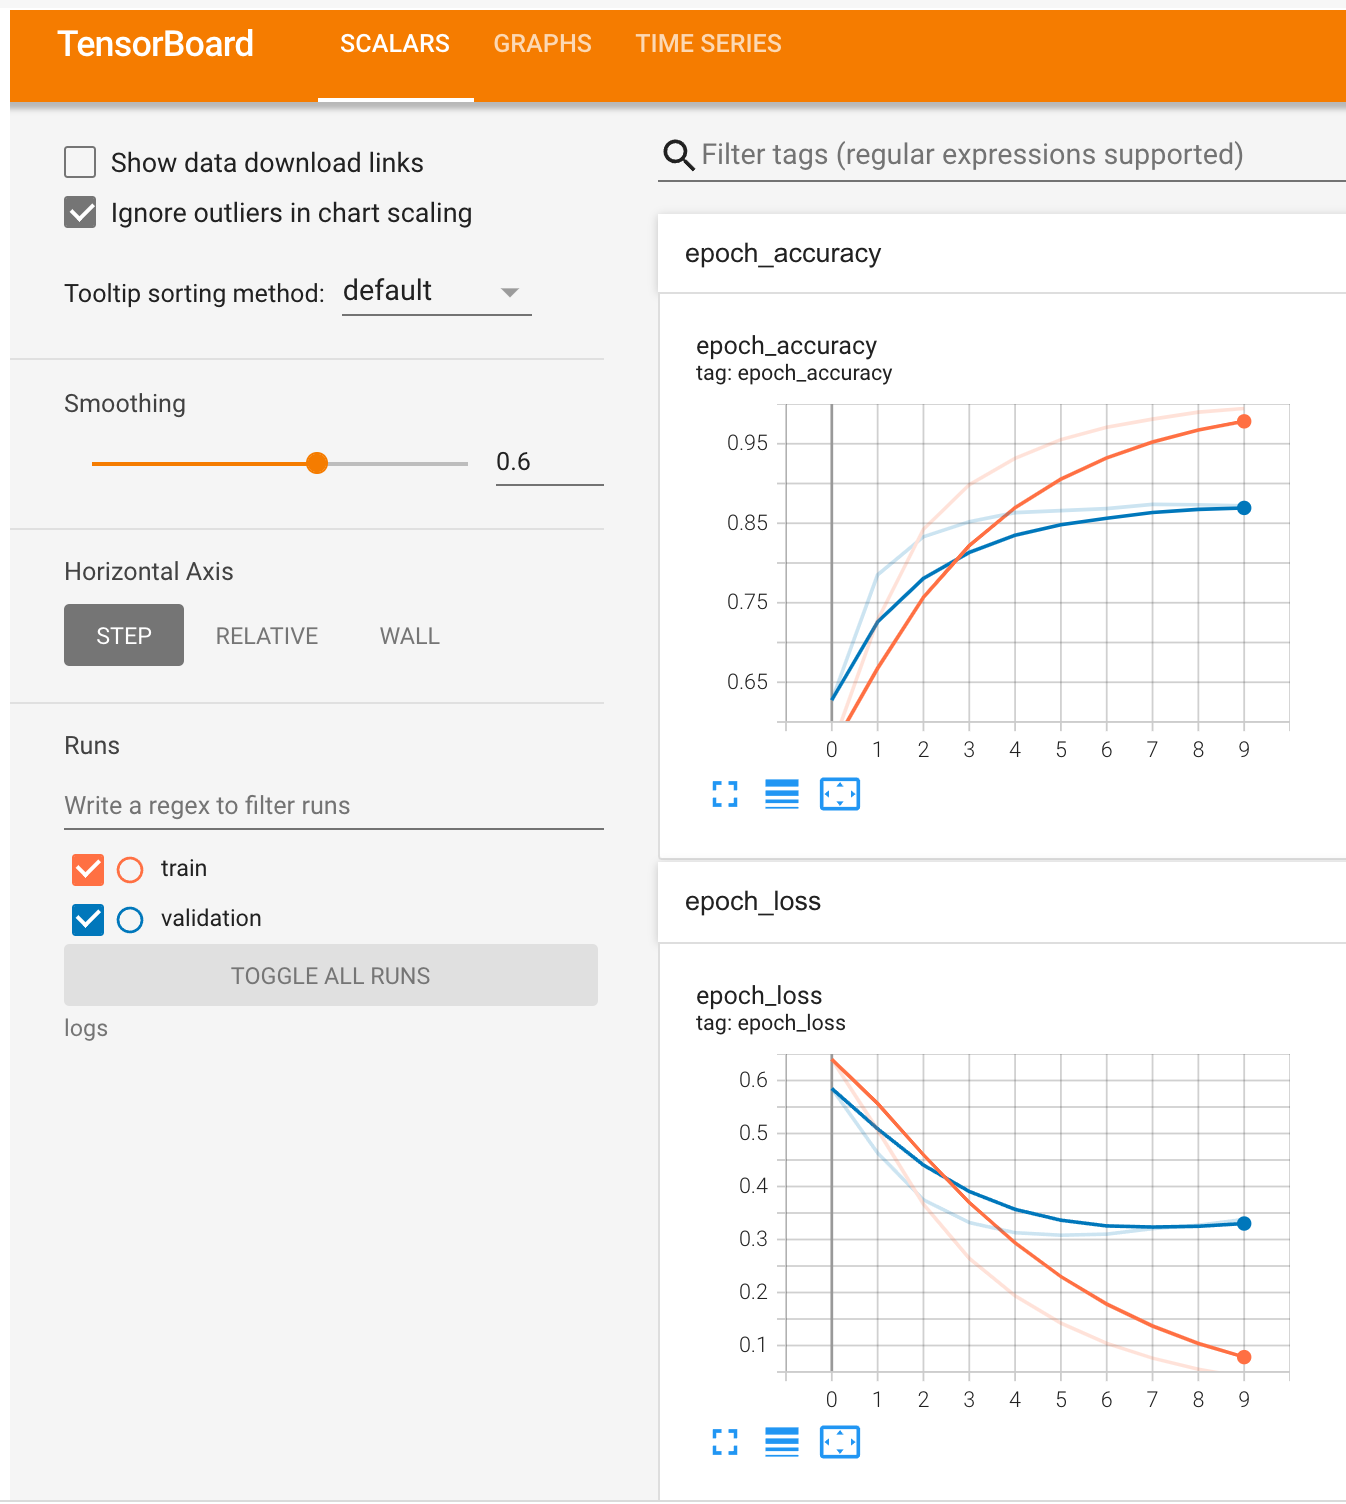 TensorBoard SCALARS GRAPHS TIME SERIES
Show data download links
Ignore outliers in chart scaling
Tooltip sorting method: default
Smoothing
0.6
Horizontal Axis
STEP RELATIVE WALL
Runs
Write a regex to filter runs
train
validation
TOGGLE ALL RUNS
logs
Filter tags (regular expressions supported)
epoch_accuracy
epoch_accuracy
tag: epoch_accuracy
0.95
0.85
0.75
0.65
0 1 2 3 4 5 6 7 8 9
epoch_loss
epoch_loss
tag: epoch_loss
0.6
0.5
0.4
0.3
0.2
0.1
0 1 2 3 4 5 6 7 8 9